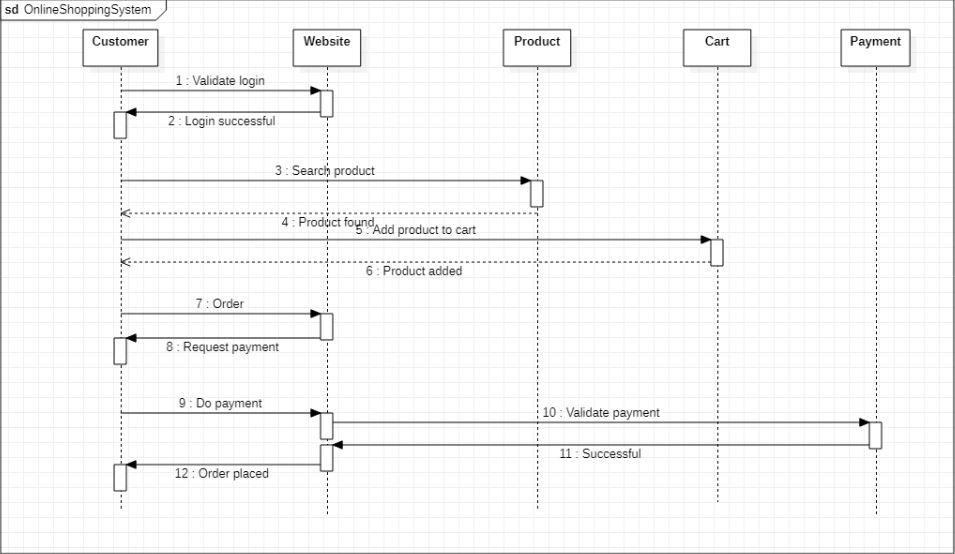 sd OnlineShoppingSystem
Customer Website Product Cart Payment
1 : Validate login
2 : Login successful
3 : Search product
4 : Product found
5 : Add product to cart
6 : Product added
7 : Order
8 : Request payment
9 : Do payment
10 : Validate payment
11 : Successful
12 : Order placed